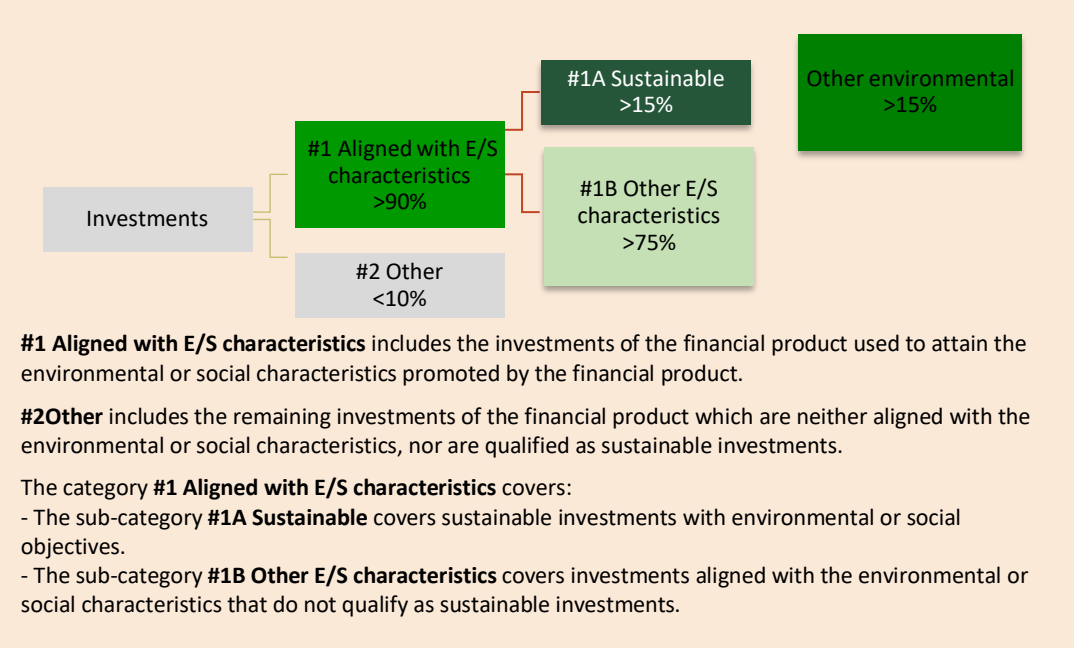 #1A Sustainable
>15%
Other environmental
>15%
#1 Aligned with E/S
characteristics
>90%
#1B Other E/S
characteristics
>75%
Investments
#2 Other
<10%
#1 Aligned with E/S characteristics includes the investments of the financial product used to attain the
environmental or social characteristics promoted by the financial product.
#2Other includes the remaining investments of the financial product which are neither aligned with the
environmental or social characteristics, nor are qualified as sustainable investments.
The category #1 Aligned with E/S characteristics covers:
- The sub-category #1A Sustainable covers sustainable investments with environmental or social
objectives.
- The sub-category #1B Other E/S characteristics covers investments aligned with the environmental or
social characteristics that do not qualify as sustainable investments.